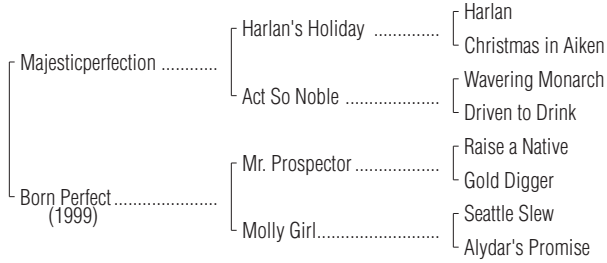 Harlan
Harlan's Holiday ..............
Christmas in Aiken
Majesticperfection ............
Wavering Monarch
Act So Noble ....................
Driven to Drink
Raise a Native
Mr. Prospector ..................
Gold Digger
Born Perfect ......................
(1999)
Seattle Slew
Molly Girl..........................
Alydar's Promise